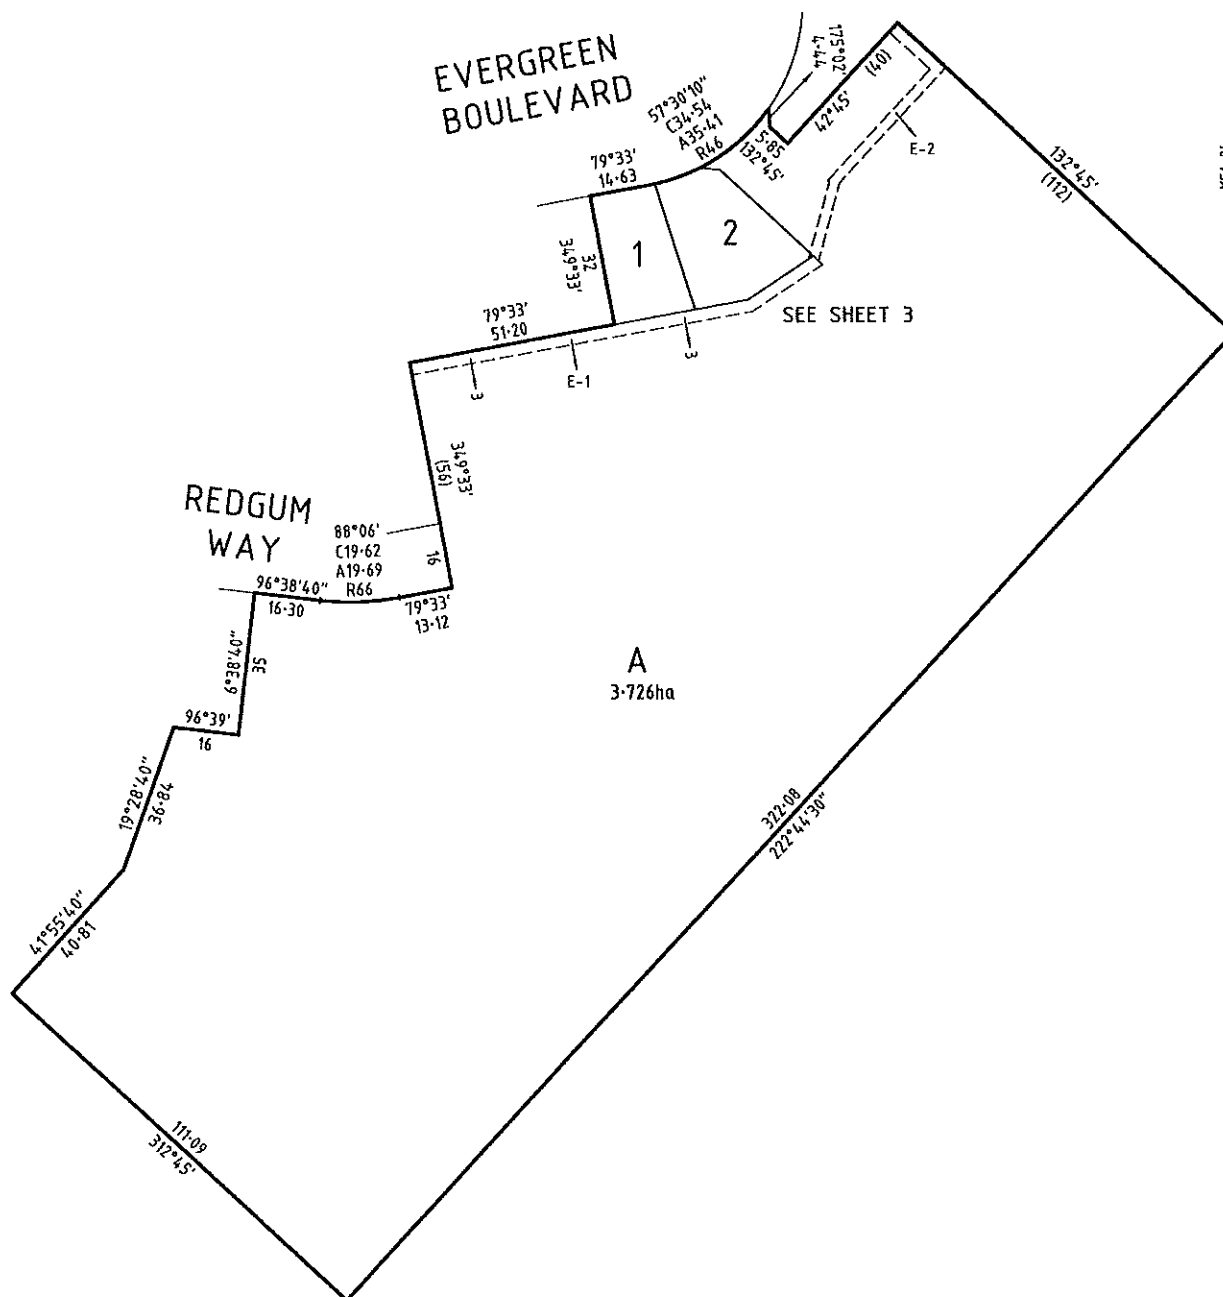 EVERGREEN
BOULEVARD
57°30'10"
C34·54
A35·41
R46
175°02'
4·44
5·85
132°45'
42°45'
(40)
E-2
132°45'
(112)
79°33'
14·63
1
2
32
349°33'
SEE SHEET 3
79°33'
51·20
3
E-1
3
349°33'
(56)
16
REDGUM
WAY
88°06'
C19·62
A19·69
R66
96°38'40"
16·30
79°33'
13·12
6°38'40"
35
96°39'
16
A
3·726ha
19°28'40"
36·84
41°55'40"
40·81
322·08
222°44'30"
111·09
312°45'